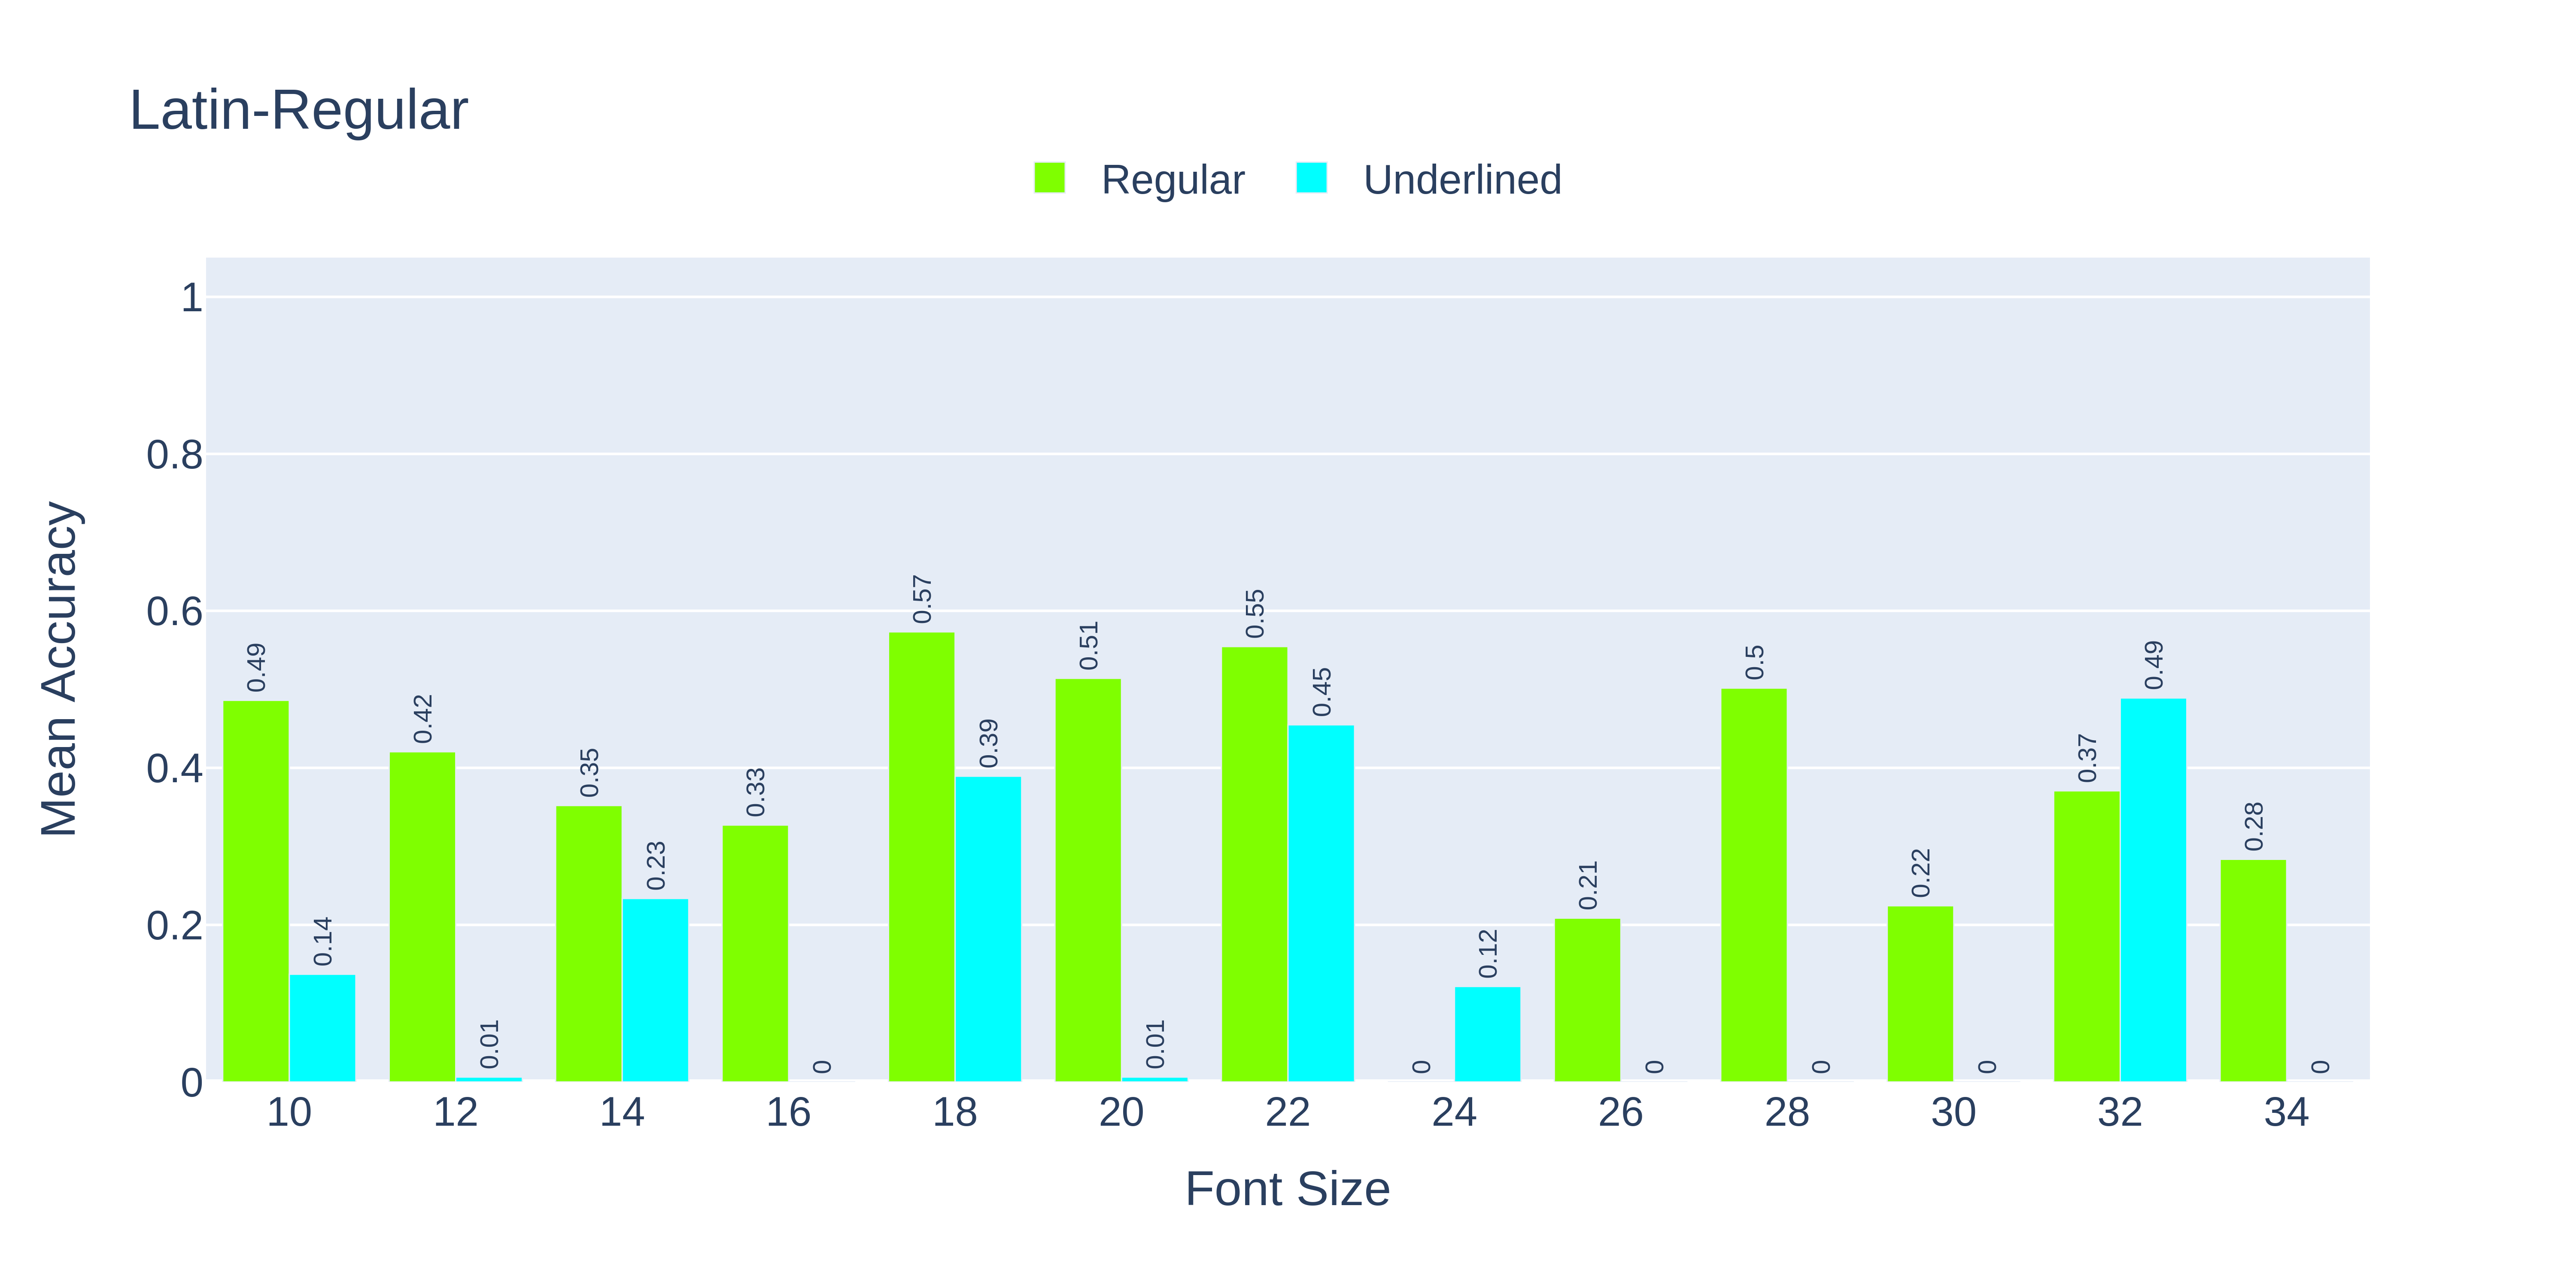 Latin-Regular
Regular Underlined
Mean Accuracy
1
0.8
0.6
0.4
0.2
0
0.49 0.14 0.42 0.01 0.35 0.23 0.33 0 0.57 0.39 0.51 0.01 0.55 0.45 0 0.12 0.21 0 0.5 0 0.22 0 0.37 0.49 0.28 0
10 12 14 16 18 20 22 24 26 28 30 32 34
Font Size